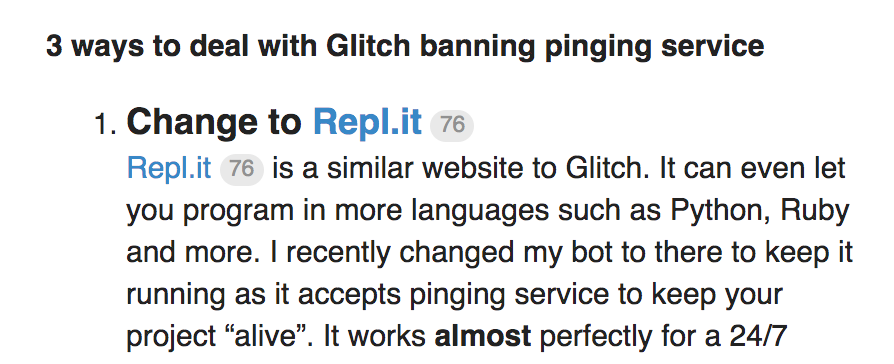 3 ways to deal with Glitch banning pinging service
1. Change to Repl.it 76
Repl.it 76 is a similar website to Glitch. It can even let
you program in more languages such as Python, Ruby
and more. I recently changed my bot to there to keep it
running as it accepts pinging service to keep your
project “alive”. It works almost perfectly for a 24/7